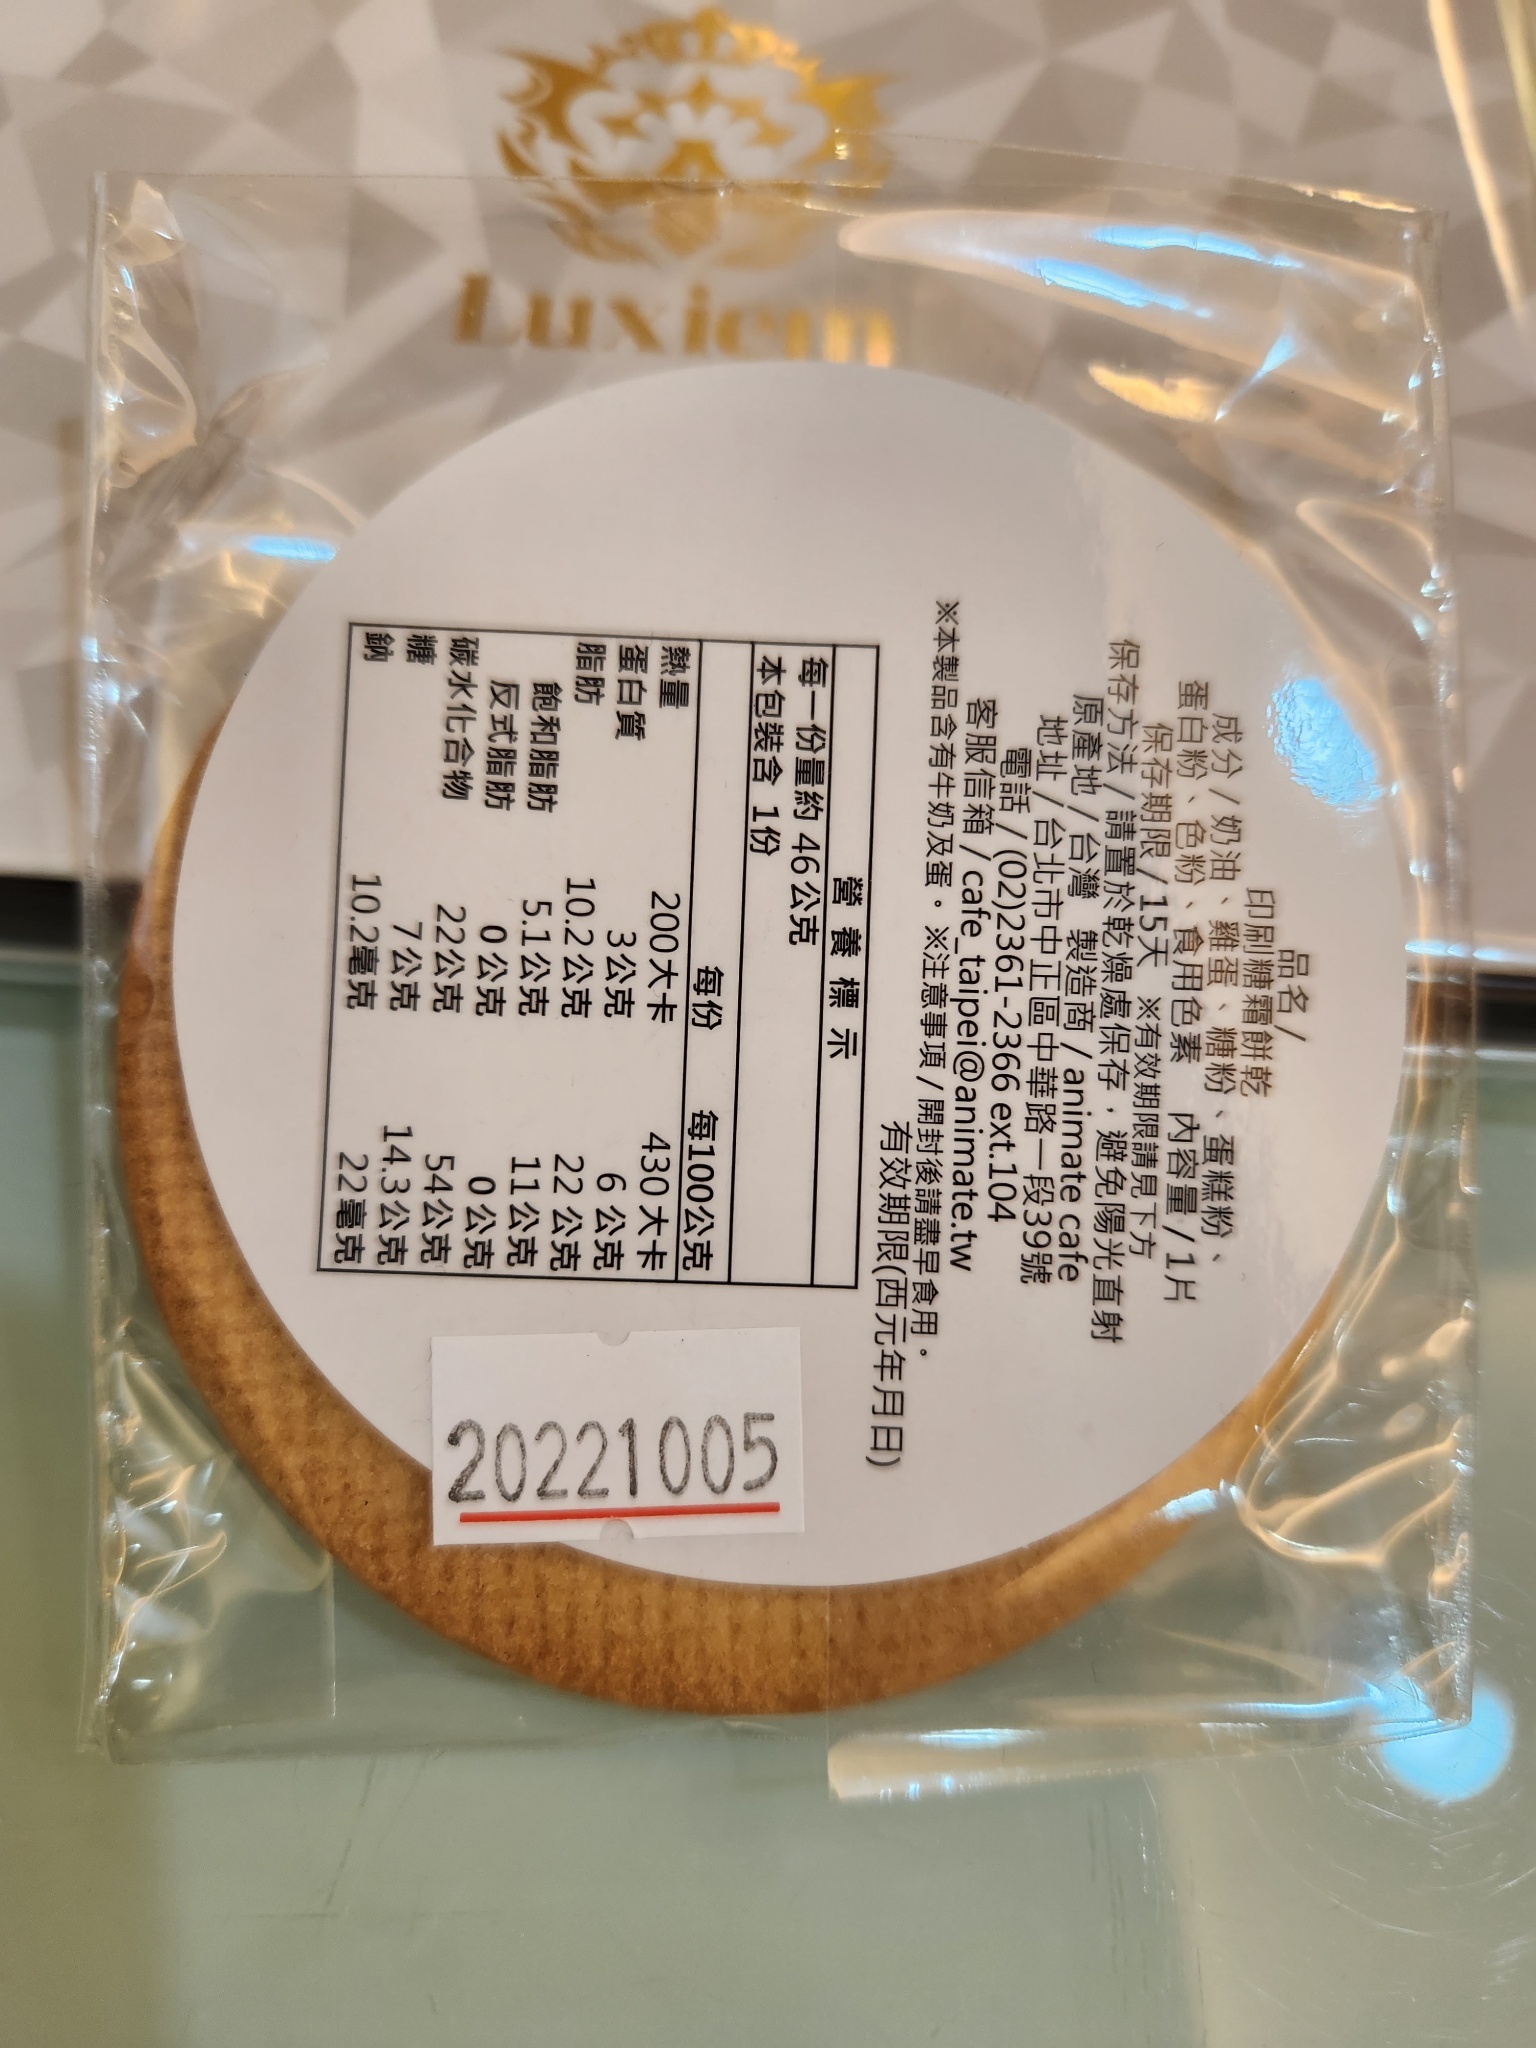 Luxiem
品名/
印刷糖霜餅乾
成分/奶油、雞蛋、糖粉、蛋糕粉、
蛋白粉、色粉、食用色素 內容量/1片
保存期限/15天 ※有效期限請見下方
保存方法/請置於乾燥處保存，避免陽光直射
原產地/台灣 製造商/animate cafe
地址/台北市中正區中華路一段39號
電話/(02)2361-2366 ext.104
客服信箱/cafe_taipei@animate.tw
※本製品含有牛奶及蛋。※注意事項/開封後請盡早食用。
有效期限(西元年月日)
營養標示
每一份量約 46公克
本包裝含 1份
每份 每100公克
熱量 200大卡 430大卡
蛋白質 3公克 6公克
脂肪 10.2公克 22公克
飽和脂肪 5.1公克 11公克
反式脂肪 0公克 0公克
碳水化合物 22公克 54公克
糖 7公克 14.3公克
鈉 10.2毫克 22毫克
20221005